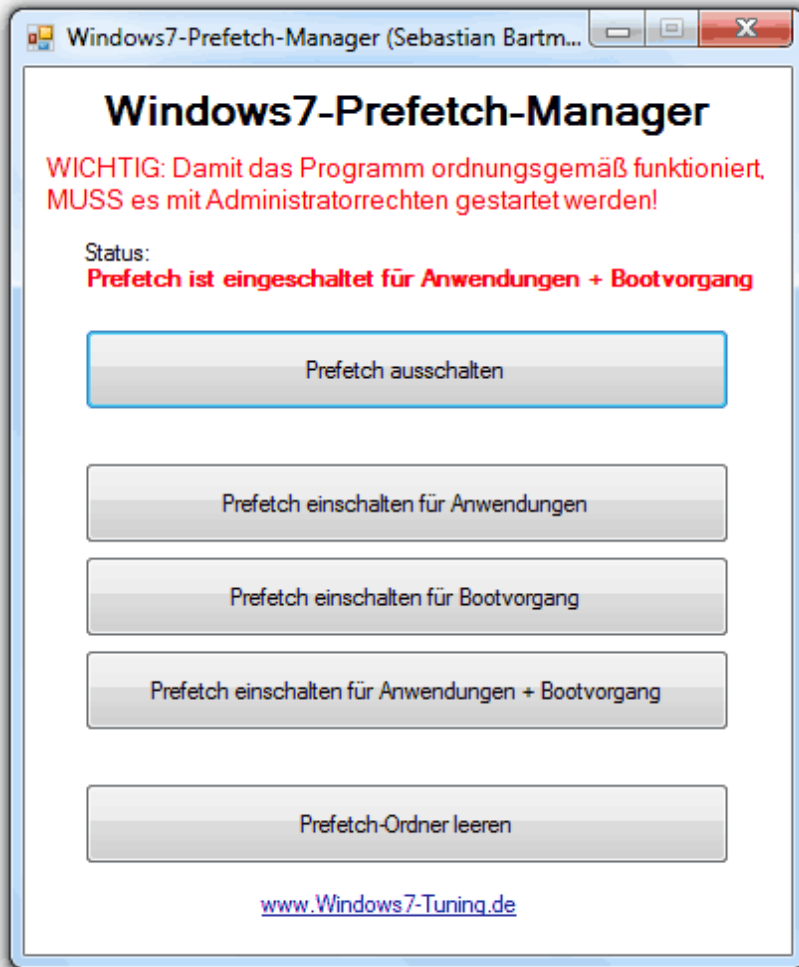 Windows7-Prefetch-Manager (Sebastian Bartm...
Windows7-Prefetch-Manager
WICHTIG: Damit das Programm ordnungsgemäß funktioniert,
MUSS es mit Administratorrechten gestartet werden!
Status:
Prefetch ist eingeschaltet für Anwendungen + Bootvorgang
Prefetch ausschalten
Prefetch einschalten für Anwendungen
Prefetch einschalten für Bootvorgang
Prefetch einschalten für Anwendungen + Bootvorgang
Prefetch-Ordner leeren
www.Windows7-Tuning.de